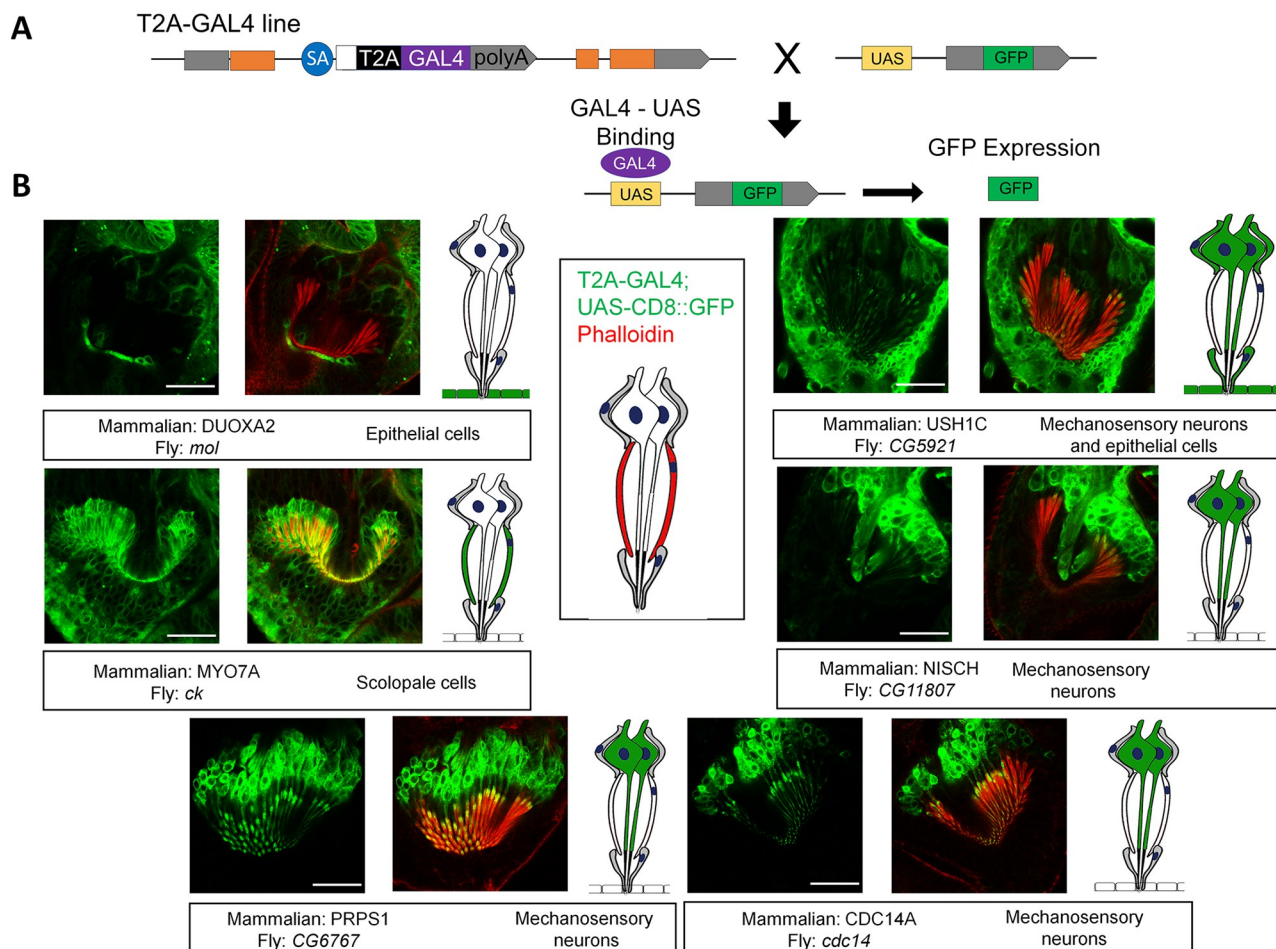 A
T2A-GAL4 line
SA
T2A
GAL4
polyA
X
UAS
GFP
GAL4 - UAS
Binding
GAL4
UAS
GFP
GFP Expression
GFP
B
T2A-GAL4;
UAS-CD8::GFP
Phalloidin
Mammalian: DUOXA2
Fly: mol
Epithelial cells
Mammalian: USH1C
Fly: CG5921
Mechanosensory neurons
and epithelial cells
Mammalian: MYO7A
Fly: ck
Scolopale cells
Mammalian: NISCH
Fly: CG11807
Mechanosensory
neurons
Mammalian: PRPS1
Fly: CG6767
Mechanosensory
neurons
Mammalian: CDC14A
Fly: cdc14
Mechanosensory
neurons